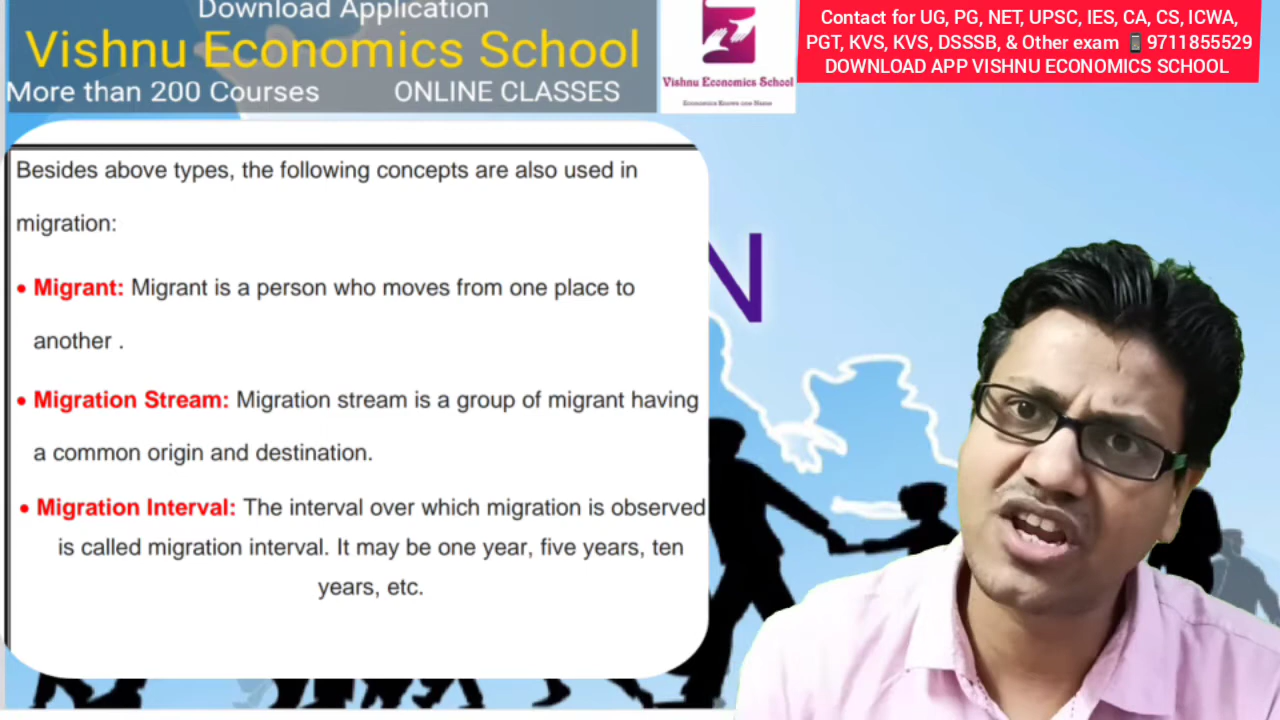 Download Application
Vishnu Economics School
More than 200 Courses ONLINE CLASSES
Vishnu Economics School
Economics Known one Name
Contact for UG, PG, NET, UPSC, IES, CA, CS, ICWA,
PGT, KVS, KVS, DSSSB, & Other exam 📱9711855529
DOWNLOAD APP VISHNU ECONOMICS SCHOOL
Besides above types, the following concepts are also used in
migration:
• Migrant: Migrant is a person who moves from one place to
another .
• Migration Stream: Migration stream is a group of migrant having
a common origin and destination.
• Migration Interval: The interval over which migration is observed
is called migration interval. It may be one year, five years, ten
years, etc.
N